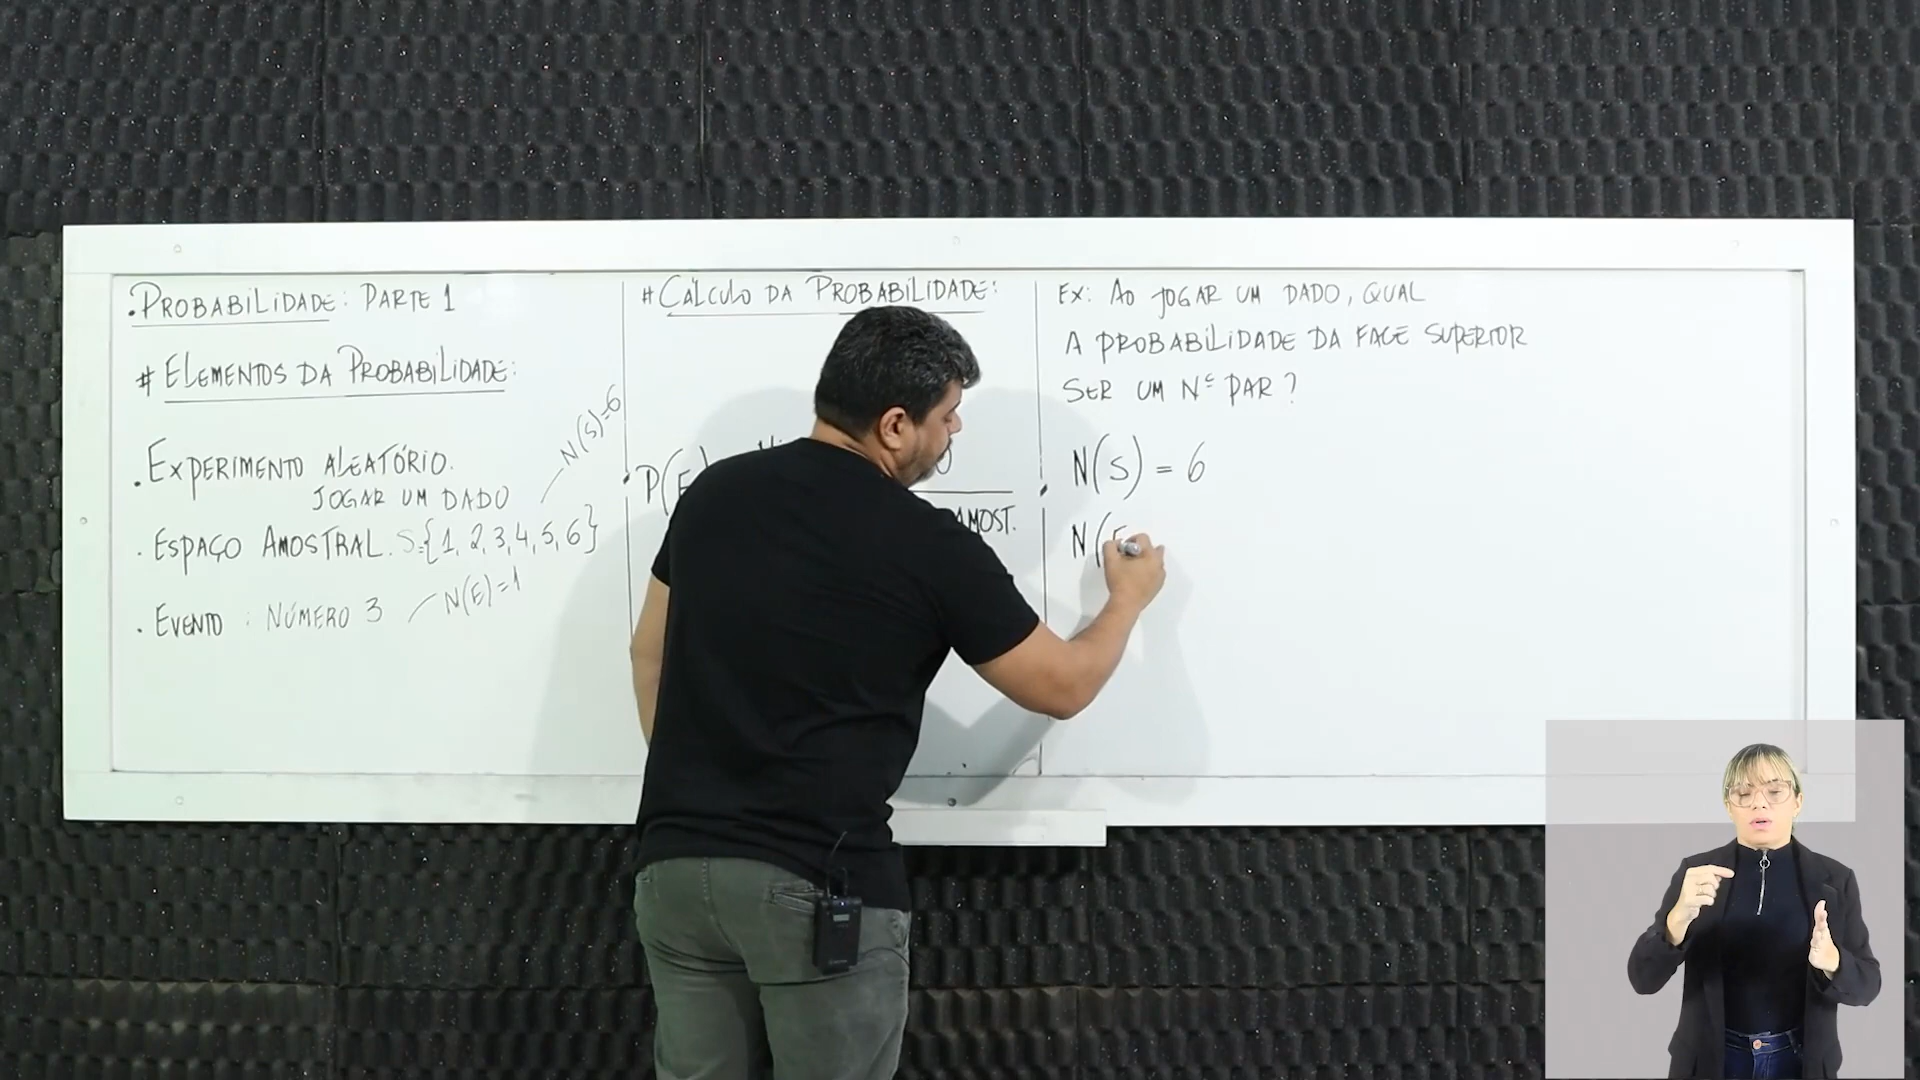 . PROBABILIDADE: PARTE 1
# ELEMENTOS DA PROBABILIDADE:
. EXPERIMENTO ALEATÓRIO.
JOGAR UM DADO
N(S)=6
. ESPAÇO AMOSTRAL. S={1, 2, 3, 4, 5, 6}
. EVENTO : NÚMERO 3
N(E)=1
# CÁLCULO DA PROBABILIDADE:
P(E)
AMOST.
EX: AO JOGAR UM DADO, QUAL
A PROBABILIDADE DA FACE SUPERIOR
SER UM Nº PAR ?
N(S) = 6
N(E